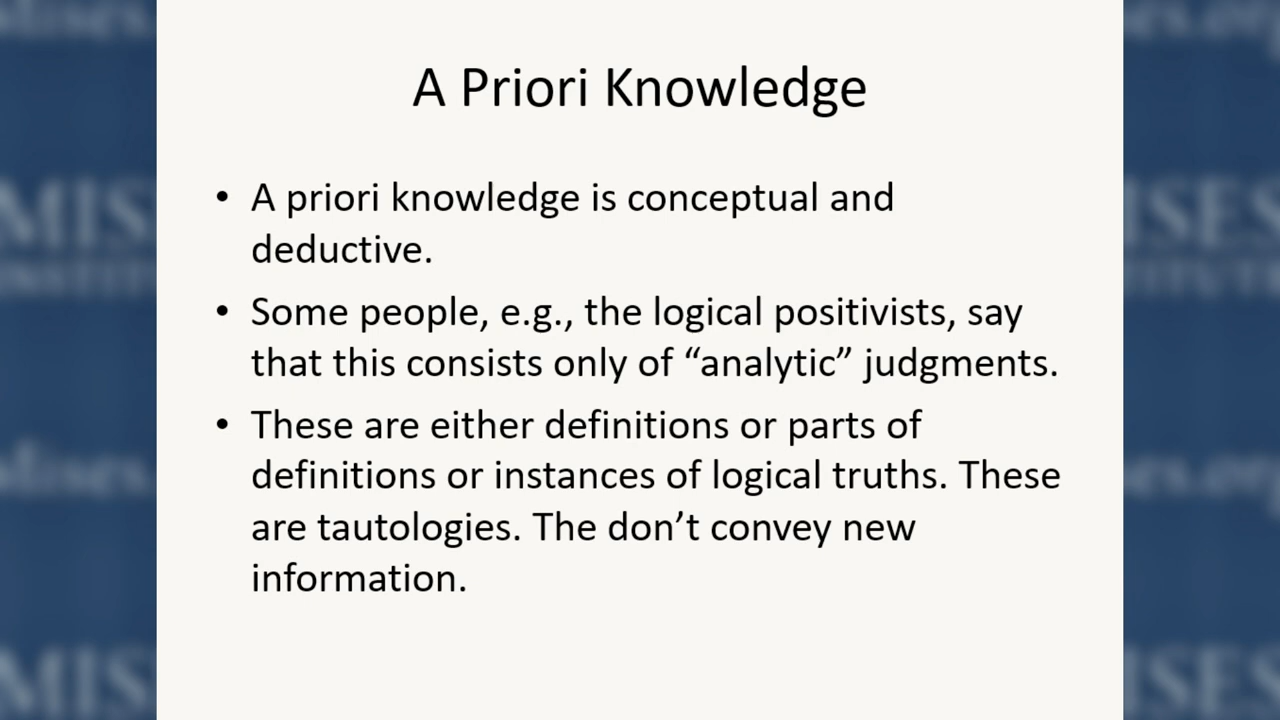 A Priori Knowledge
• A priori knowledge is conceptual and
deductive.
• Some people, e.g., the logical positivists, say
that this consists only of “analytic” judgments.
• These are either definitions or parts of
definitions or instances of logical truths. These
are tautologies. The don’t convey new
information.